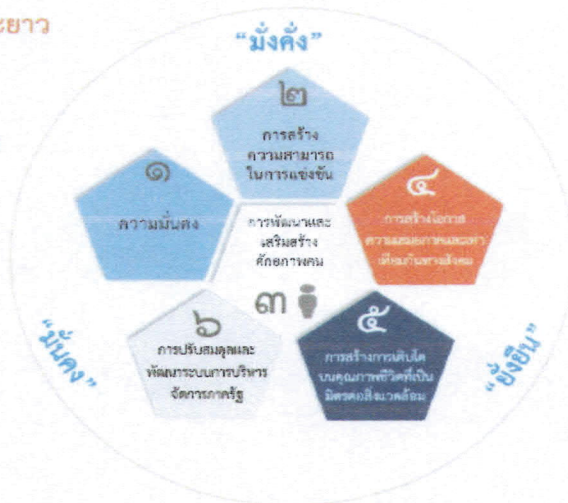 ะยาว
“มั่งคั่ง”
๒
การสร้าง
ความสามารถ
ในการแข่งขัน
๑
ความมั่นคง
๔
การสร้างโอกาส
ความเสมอภาคและเท่า
เทียมกันทางสังคม
การพัฒนาและ
เสริมสร้าง
ศักยภาพคน
๓
๖
การปรับสมดุลและ
พัฒนาระบบการบริหาร
จัดการภาครัฐ
๕
การสร้างการเติบโต
บนคุณภาพชีวิตที่เป็น
มิตรต่อสิ่งแวดล้อม
“มั่นคง”
“ยั่งยืน”